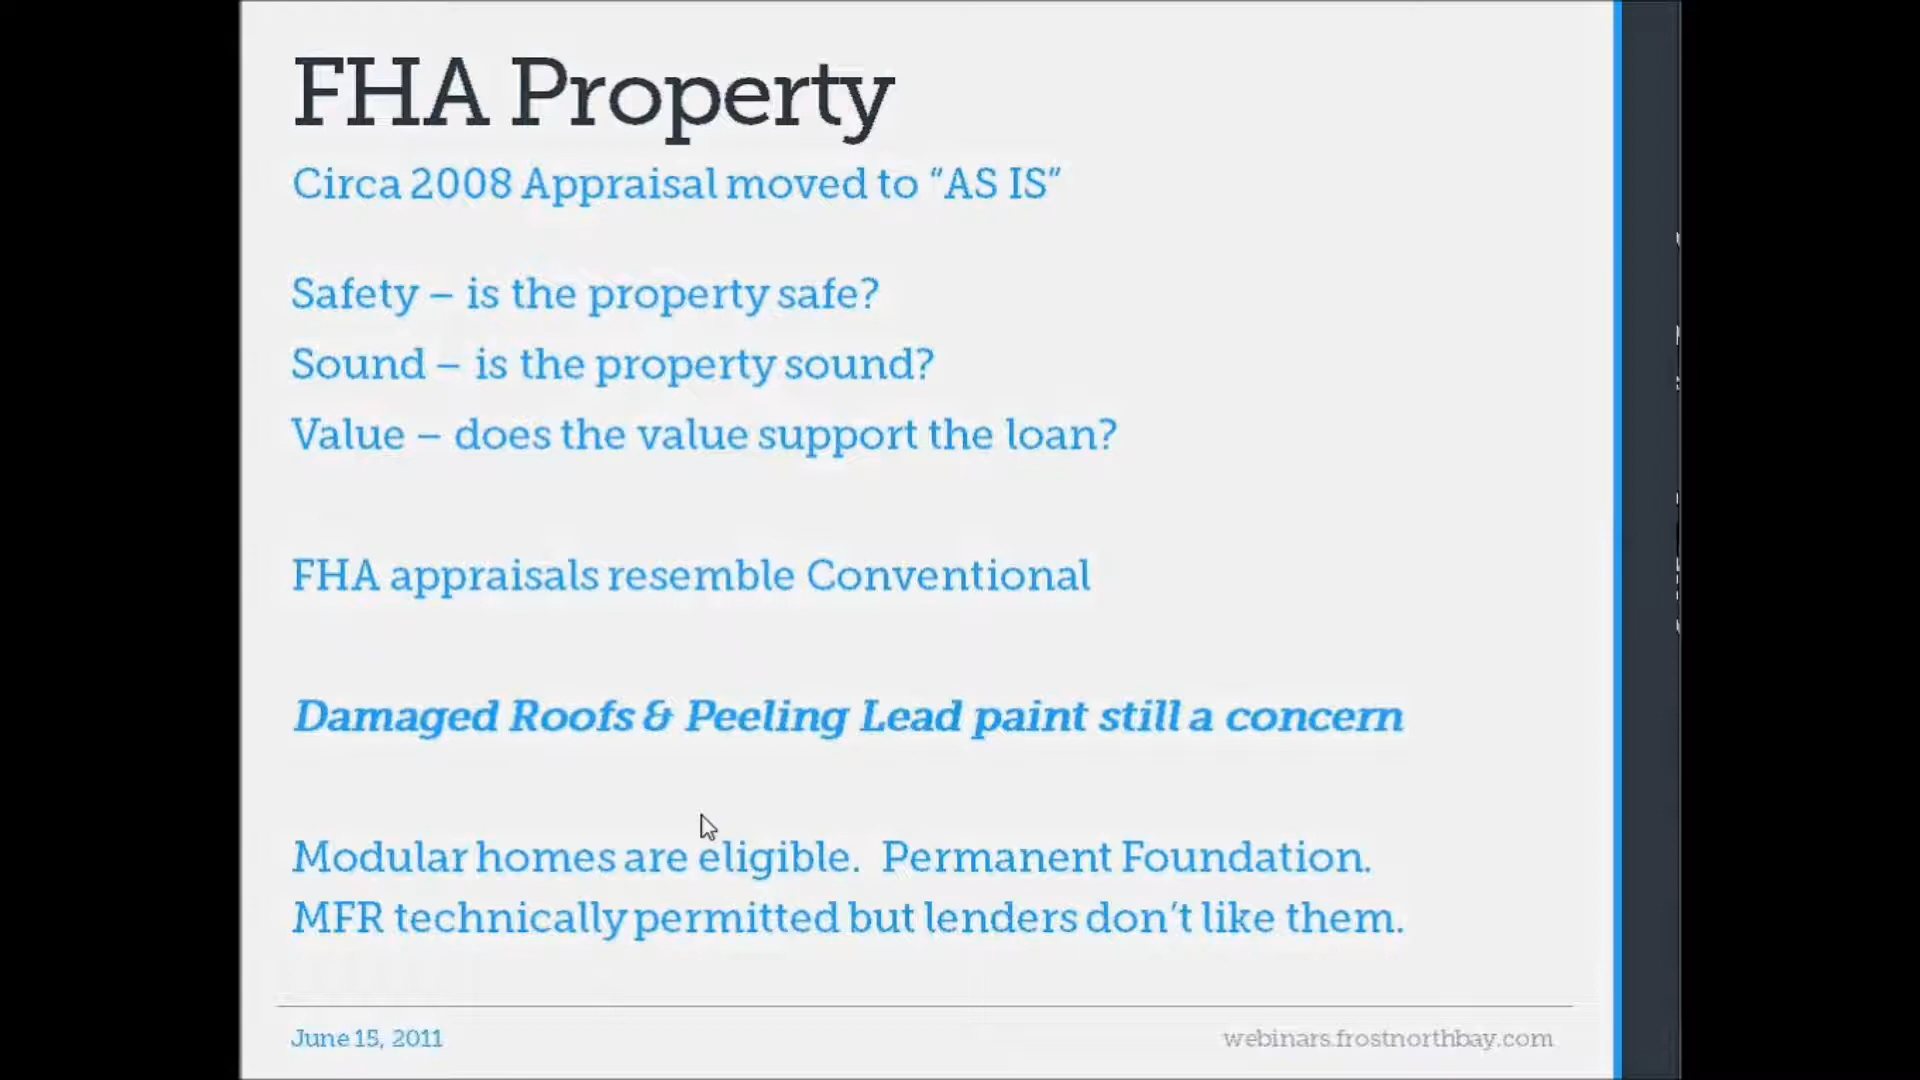 FHA Property
Circa 2008 Appraisal moved to “AS IS”
Safety – is the property safe?
Sound – is the property sound?
Value – does the value support the loan?
FHA appraisals resemble Conventional
Damaged Roofs & Peeling Lead paint still a concern
Modular homes are eligible.  Permanent Foundation.
MFR technically permitted but lenders don’t like them.
June 15, 2011
webinars.frostnorthbay.com